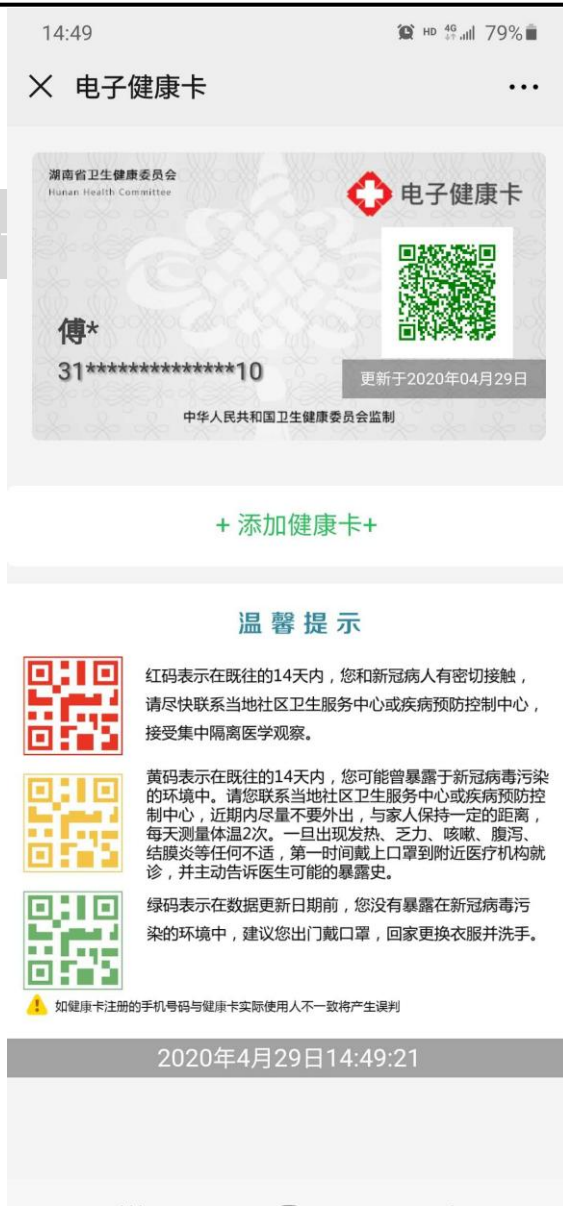 14:49
HD 4G 79%
电子健康卡
湖南省卫生健康委员会
Hunan Health Committee
电子健康卡
傅*
31**************10
更新于2020年04月29日
中华人民共和国卫生健康委员会监制
+ 添加健康卡+
温馨提示
红码表示在既往的14天内，您和新冠病人有密切接触，
请尽快联系当地社区卫生服务中心或疾病预防控制中心，
接受集中隔离医学观察。
黄码表示在既往的14天内，您可能曾暴露于新冠病毒污染
的环境中。请您联系当地社区卫生服务中心或疾病预防控
制中心，近期内尽量不要外出，与家人保持一定的距离，
每天测量体温2次。一旦出现发热、乏力、咳嗽、腹泻、
结膜炎等任何不适，第一时间戴上口罩到附近医疗机构就
诊，并主动告诉医生可能的暴露史。
绿码表示在数据更新日期前，您没有暴露在新冠病毒污
染的环境中，建议您出门戴口罩，回家更换衣服并洗手。
如健康卡注册的手机号码与健康卡实际使用人不一致将产生误判
2020年4月29日14:49:21